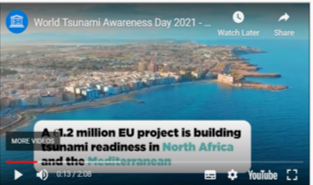 World Tsunami Awareness Day 2021 - ...
Watch Later
Share
MORE VIDEOS
A €1.2 million EU project is building
tsunami readiness in North Africa
and the Mediterranean
0:13 / 2:08
YouTube